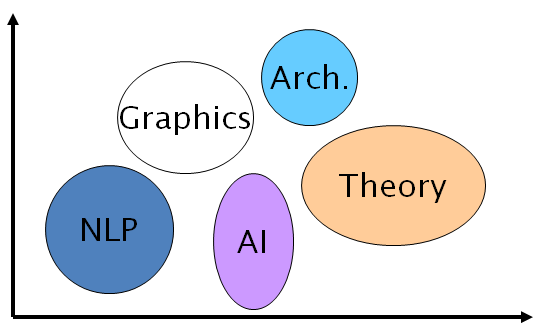 Arch.
Graphics
Theory
NLP
AI